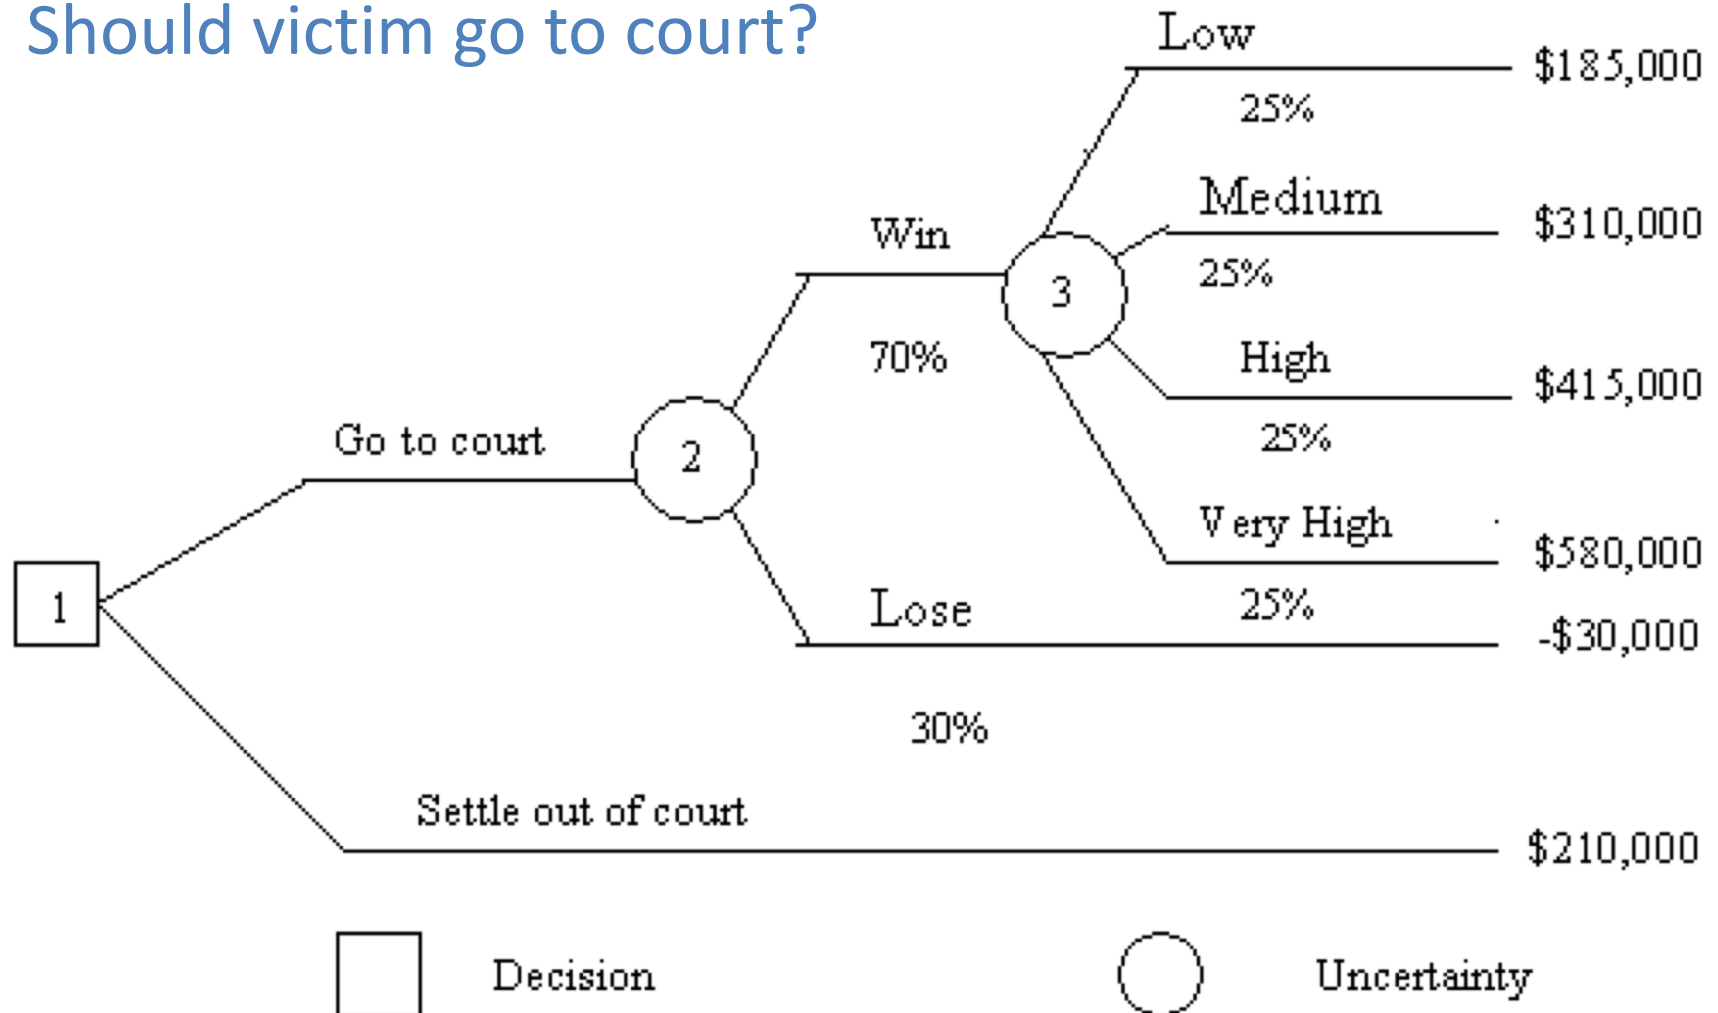 Should victim go to court?
Low
$185,000
25%
Medium
$310,000
25%
Win
3
70%
High
$415,000
25%
Go to court
2
Very High
$580,000
25%
Lose
-$30,000
1
30%
Settle out of court
$210,000
Decision
Uncertainty